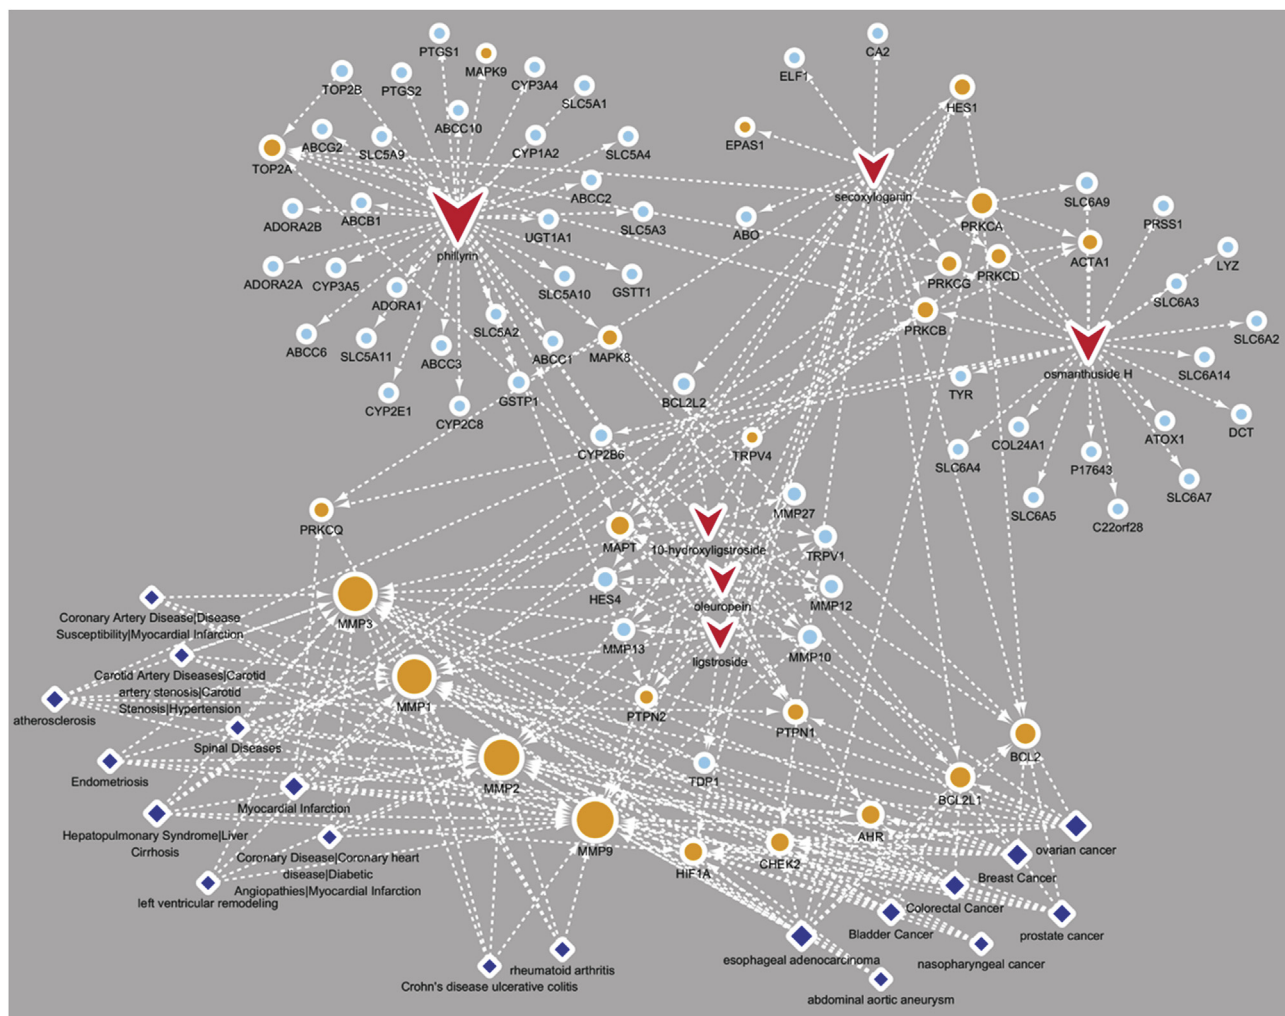 PTGS1
MAPK9
TOP2B
PTGS2
CYP3A4
SLC5A1
ABCC10
ABCG2
SLC5A9
CYP1A2
SLC5A4
TOP2A
ABCC2
ADORA2B
ABCB1
UGT1A1
SLC5A3
phillyrin
ADORA2A
CYP3A5
ADORA1
SLC5A10
GSTT1
SLC5A2
ABCC6
SLC5A11
ABCC3
ABCC1
MAPK8
CYP2E1
CYP2C8
GSTP1
CYP2B6
BCL2L2
CA2
ELF1
HES1
EPAS1
secoxyloganin
ABO
PRKCA
SLC6A9
PRSS1
PRKCG
PRKCD
ACTA1
LYZ
SLC6A3
PRKCB
SLC6A2
osmanthuside H
SLC6A14
TYR
DCT
COL24A1
ATOX1
SLC6A4
P17643
SLC6A7
SLC6A5
C22orf28
TRPV4
MMP27
PRKCQ
MAPT
10-hydroxyligstroside
TRPV1
HES4
oleuropein
MMP12
MMP3
MMP13
ligstroside
MMP10
Coronary Artery Disease|Disease
Susceptibility|Myocardial Infarction
Carotid Artery Diseases|Carotid
artery stenosis|Carotid
Stenosis|Hypertension
atherosclerosis
MMP1
PTPN2
PTPN1
Spinal Diseases
BCL2
Endometriosis
MMP2
TDP1
BCL2L1
Myocardial Infarction
Hepatopulmonary Syndrome|Liver
Cirrhosis
AHR
MMP9
HIF1A
CHEK2
ovarian cancer
Coronary Disease|Coronary heart
disease|Diabetic
Angiopathies|Myocardial Infarction
Breast Cancer
left ventricular remodeling
Colorectal Cancer
Bladder Cancer
prostate cancer
esophageal adenocarcinoma
nasopharyngeal cancer
rheumatoid arthritis
Crohn's disease ulcerative colitis
abdominal aortic aneurysm